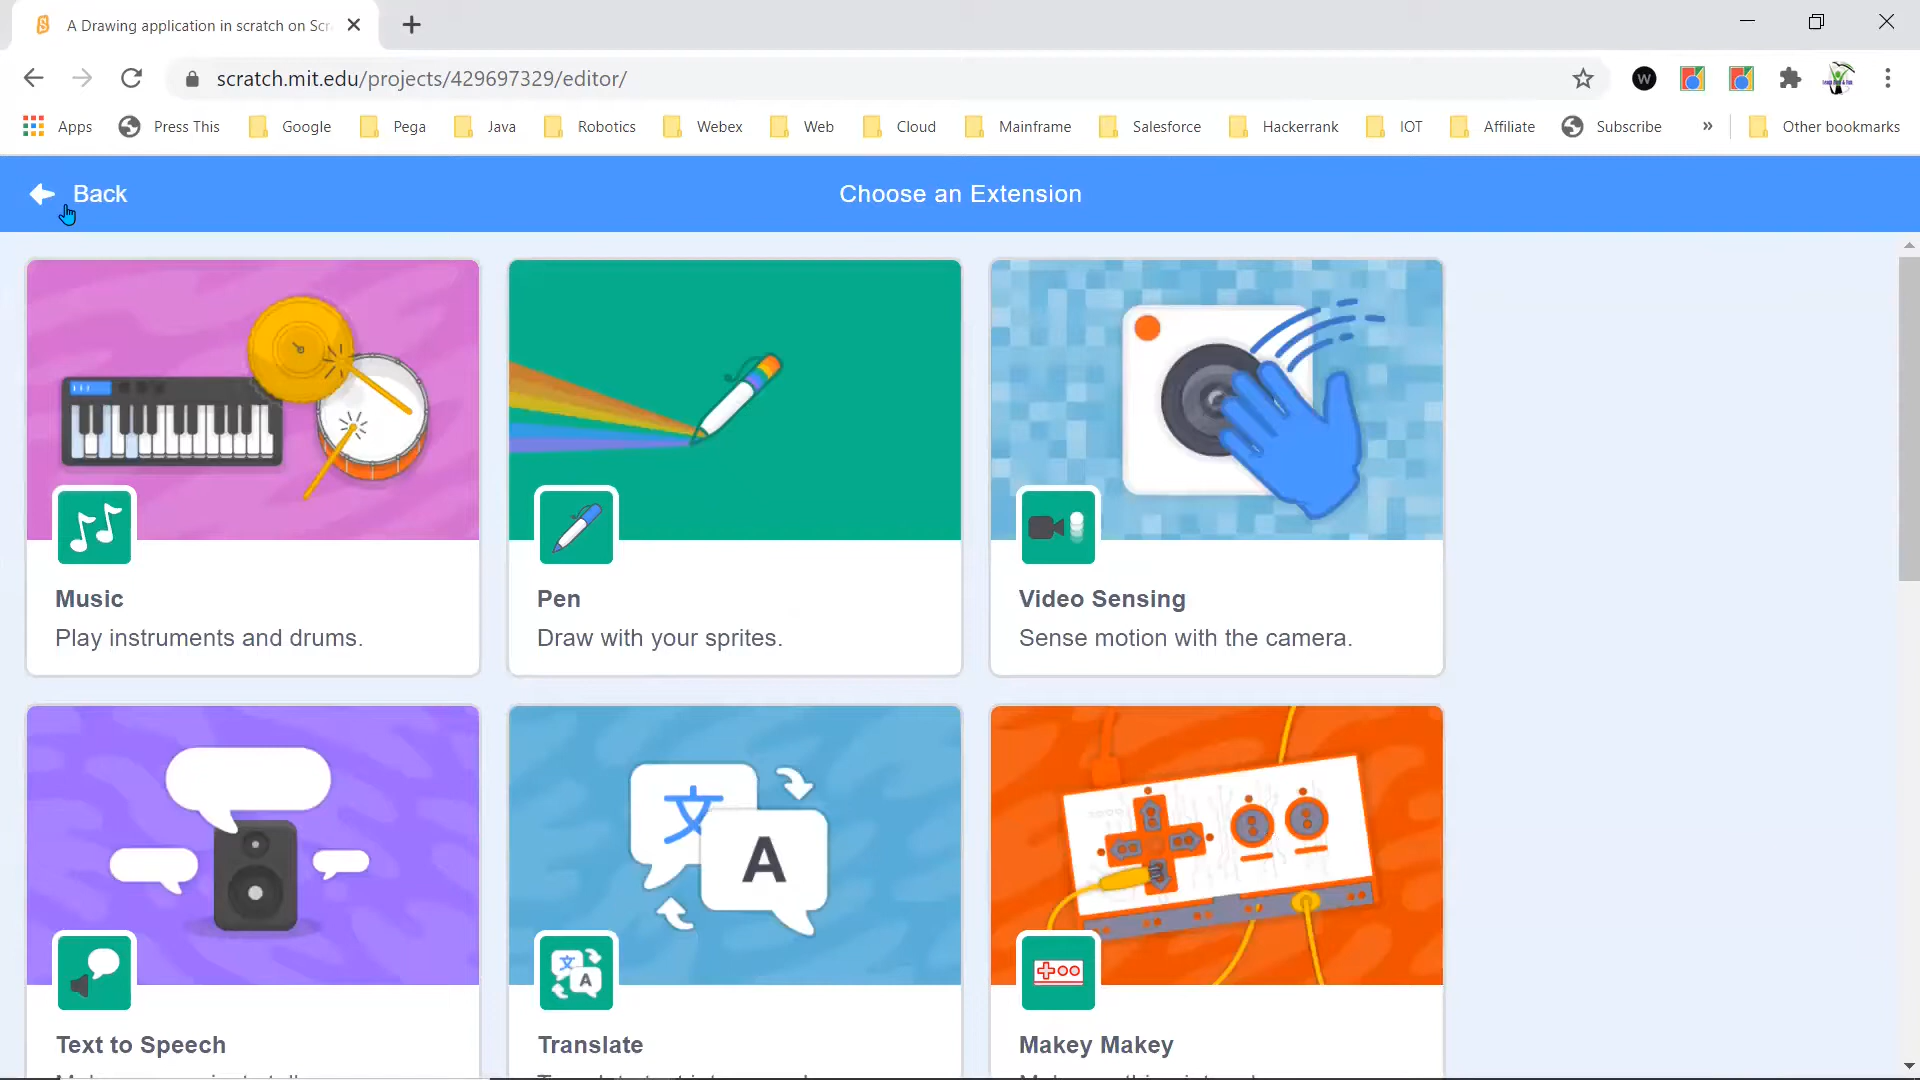 A Drawing application in scratch on Scr
scratch.mit.edu/projects/429697329/editor/
W
Apps Press This Google Pega Java Robotics Webex Web Cloud Mainframe Salesforce Hackerrank IOT Affiliate Subscribe » Other bookmarks
Back
Choose an Extension
Music
Play instruments and drums.
Pen
Draw with your sprites.
Video Sensing
Sense motion with the camera.
文
A
文
A
Text to Speech
Translate
Makey Makey